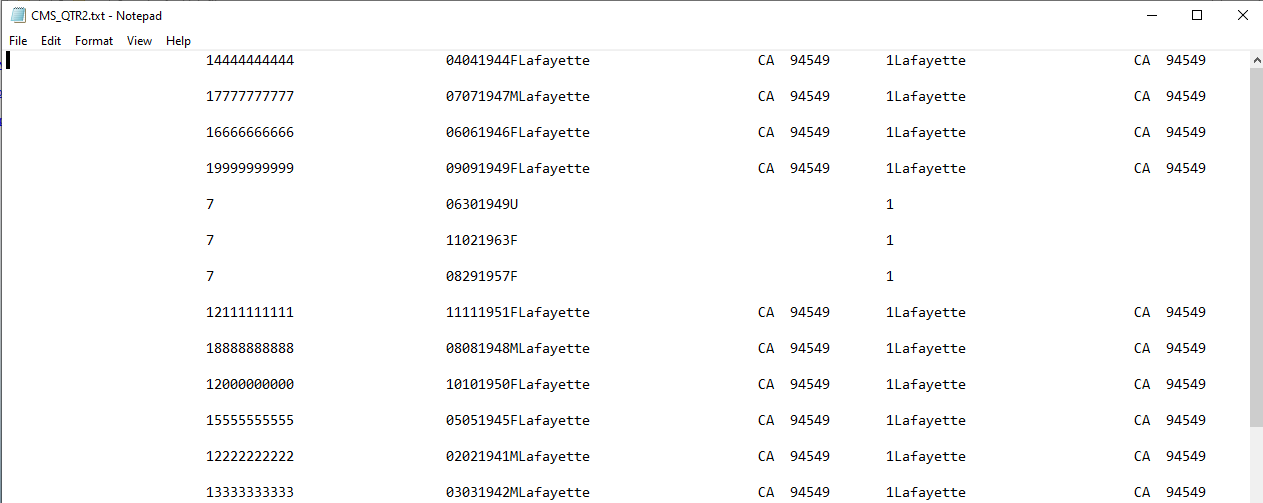 CMS_QTR2.txt - Notepad
File Edit Format View Help
14444444444 04041944FLafayette CA 94549 1Lafayette CA 94549
17777777777 07071947MLafayette CA 94549 1Lafayette CA 94549
16666666666 06061946FLafayette CA 94549 1Lafayette CA 94549
19999999999 09091949FLafayette CA 94549 1Lafayette CA 94549
7 06301949U 1
7 11021963F 1
7 08291957F 1
12111111111 11111951FLafayette CA 94549 1Lafayette CA 94549
18888888888 08081948MLafayette CA 94549 1Lafayette CA 94549
12000000000 10101950FLafayette CA 94549 1Lafayette CA 94549
15555555555 05051945FLafayette CA 94549 1Lafayette CA 94549
12222222222 02021941MLafayette CA 94549 1Lafayette CA 94549
13333333333 03031942MLafayette CA 94549 1Lafayette CA 94549